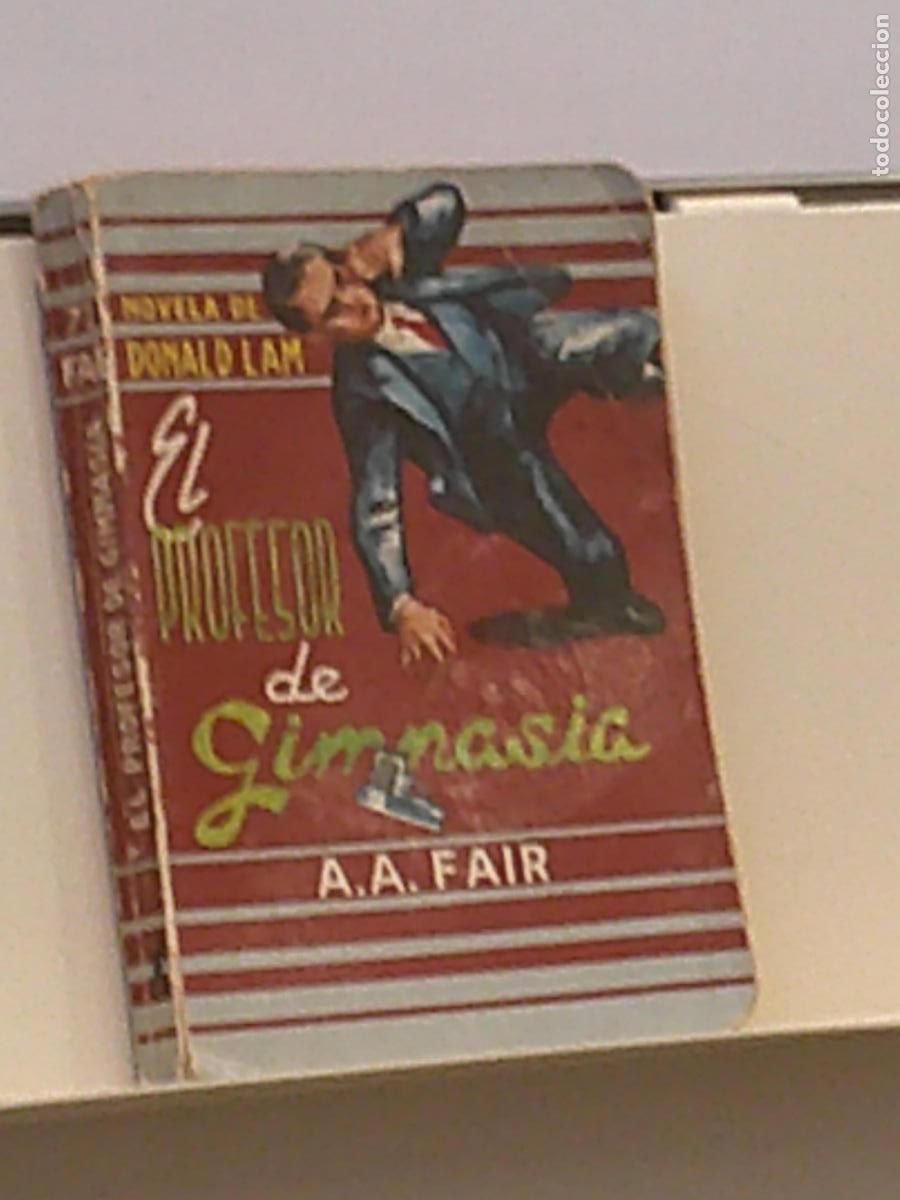 todocoleccion
NOVELA DE
DONALD LAM
El
PROFESOR
de
Gimnasia
A.A. FAIR
EL PROFESOR DE GIMNASIA